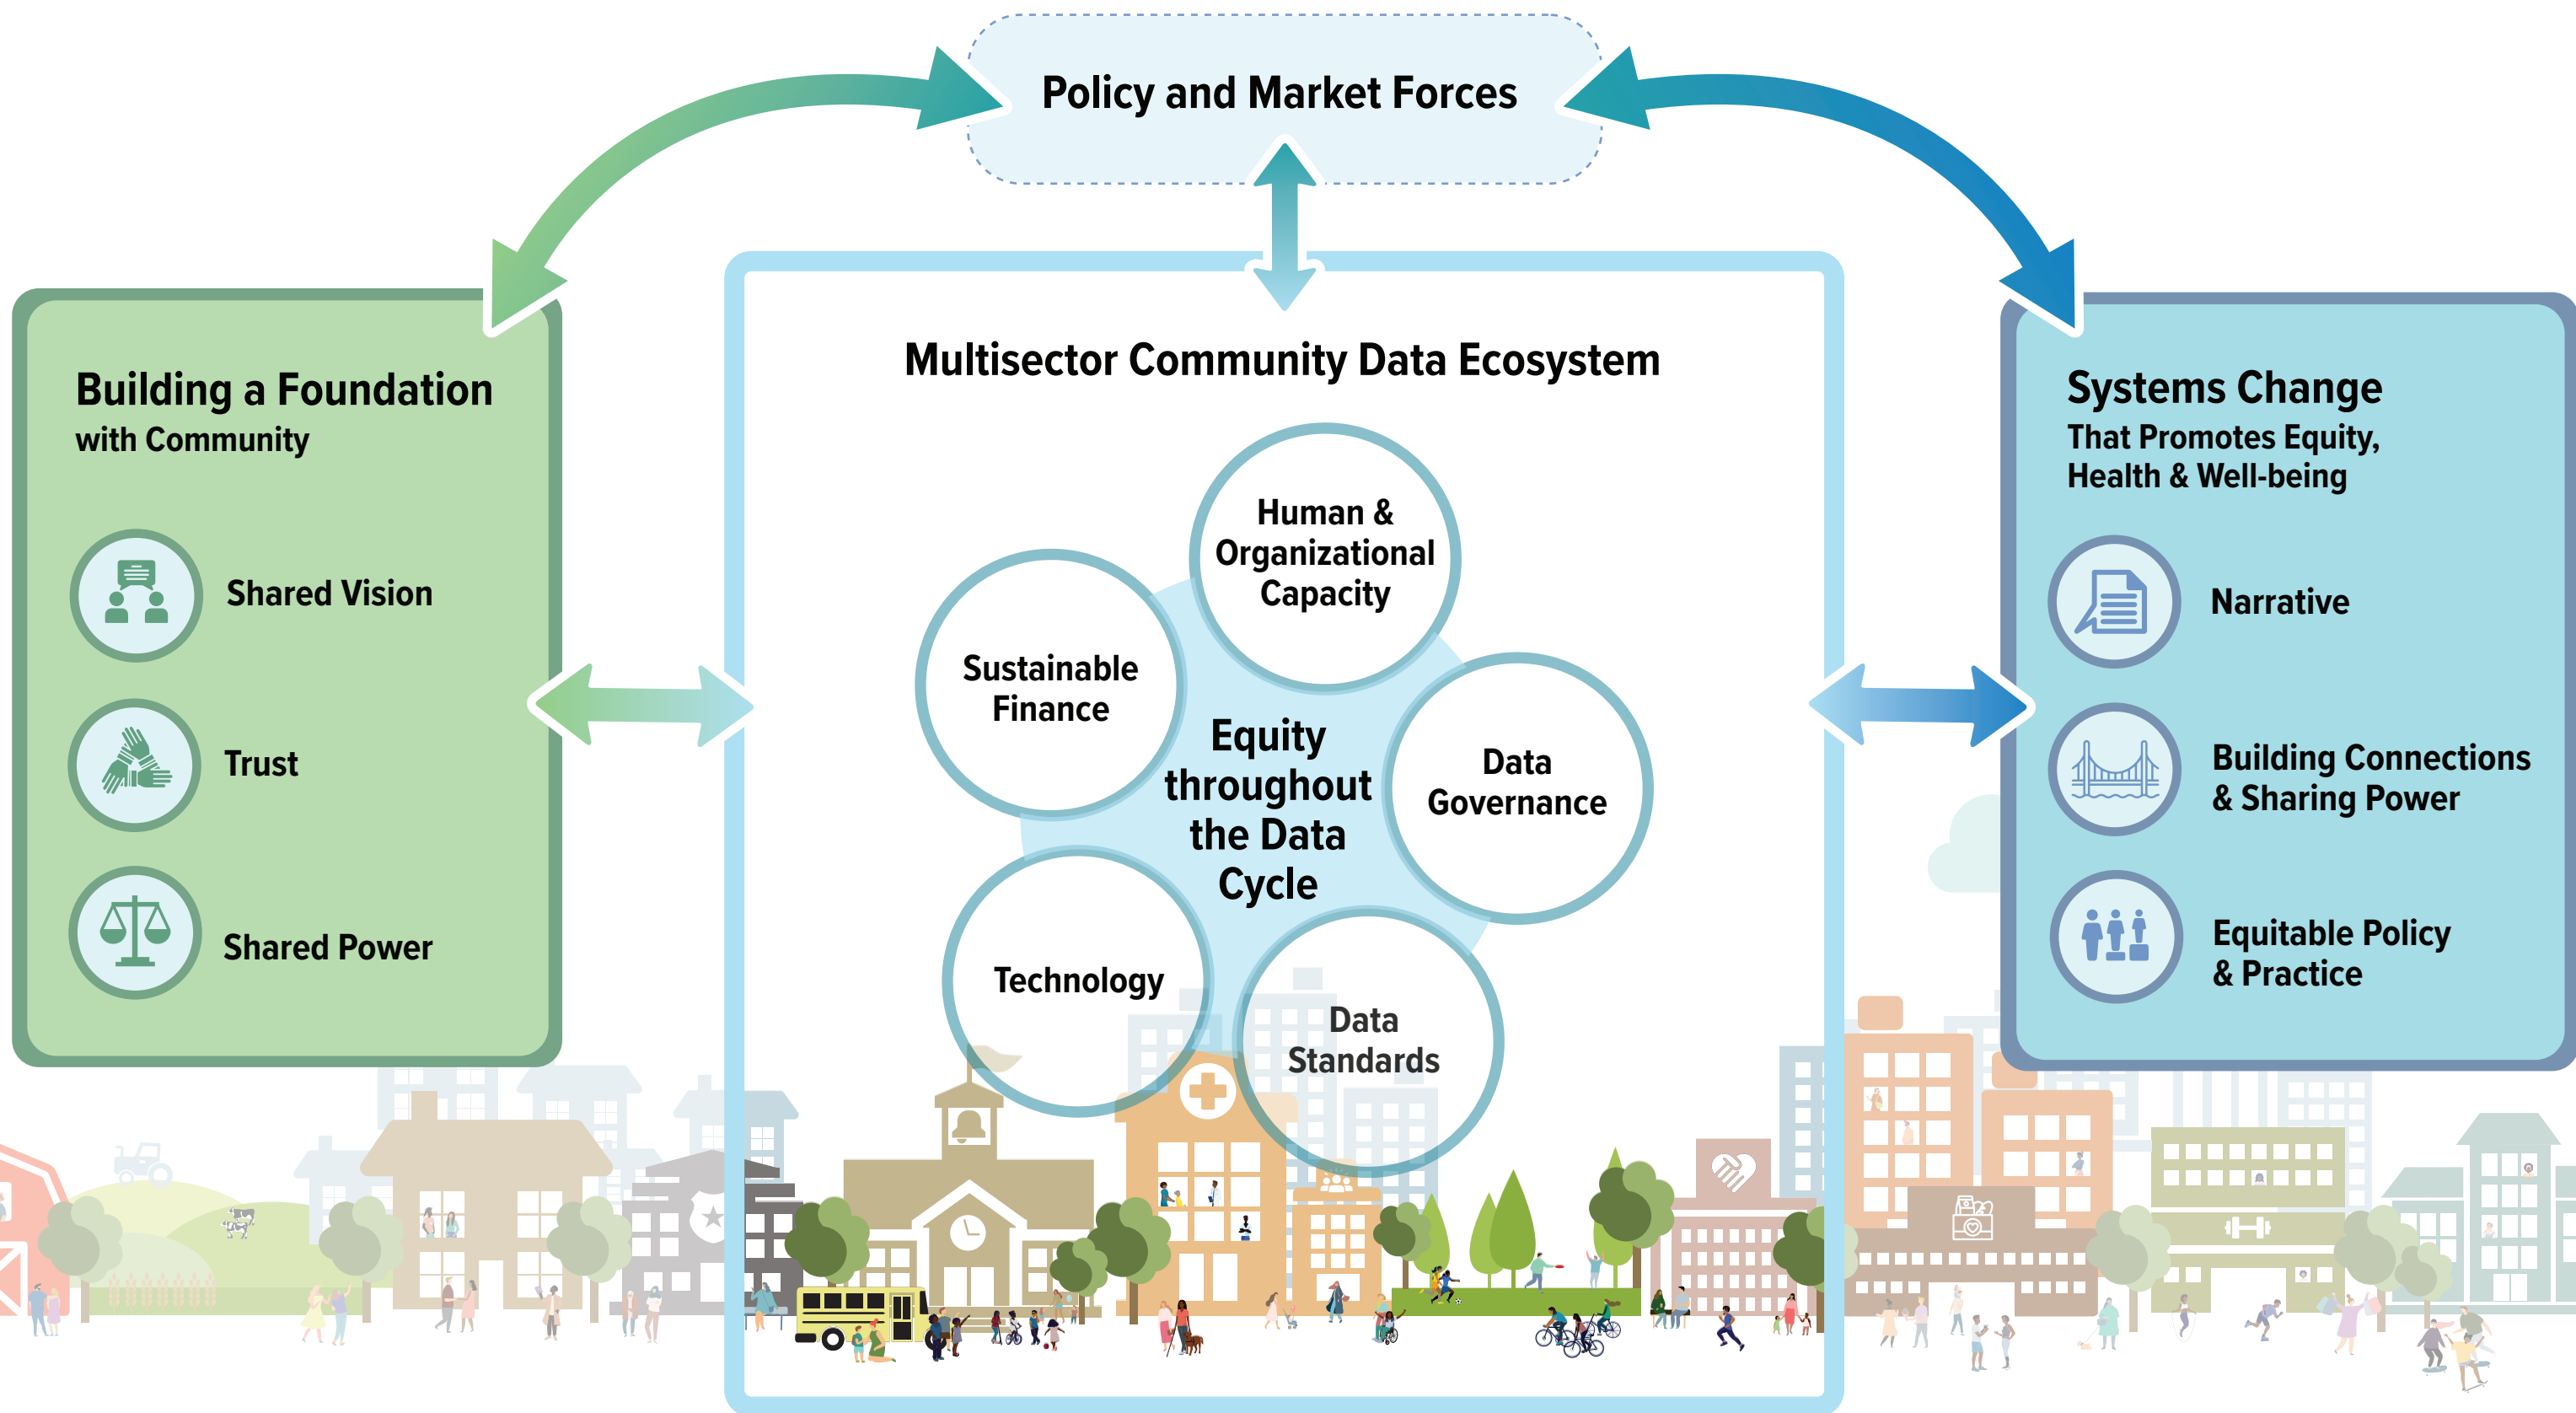 Policy and Market Forces
Building a Foundation
with Community
Shared Vision
Trust
Shared Power
Multisector Community Data Ecosystem
Human &
Organizational
Capacity
Sustainable
Finance
Data
Governance
Equity
throughout
the Data
Cycle
Technology
Data
Standards
Systems Change
That Promotes Equity,
Health & Well-being
Narrative
Building Connections
& Sharing Power
Equitable Policy
& Practice